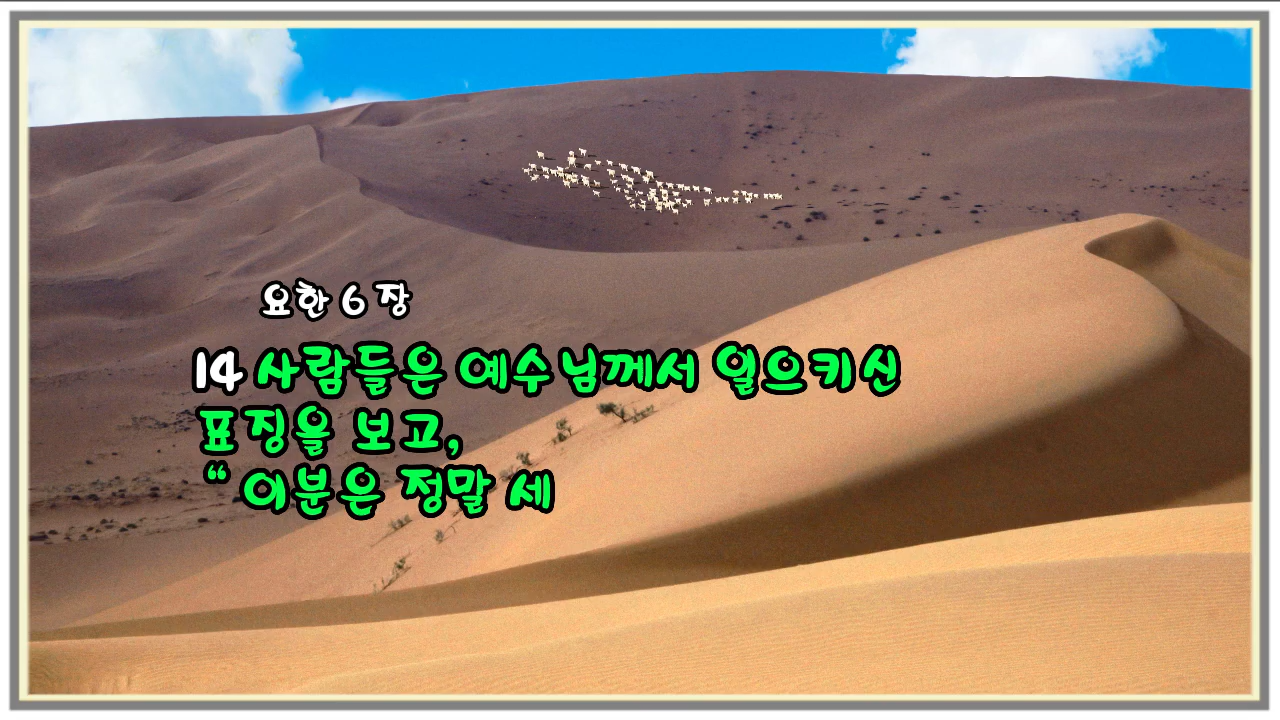 요한 6 장
14 사람들은 예수님께서 일으키신
표징을 보고,
“ 이분은 정말 세